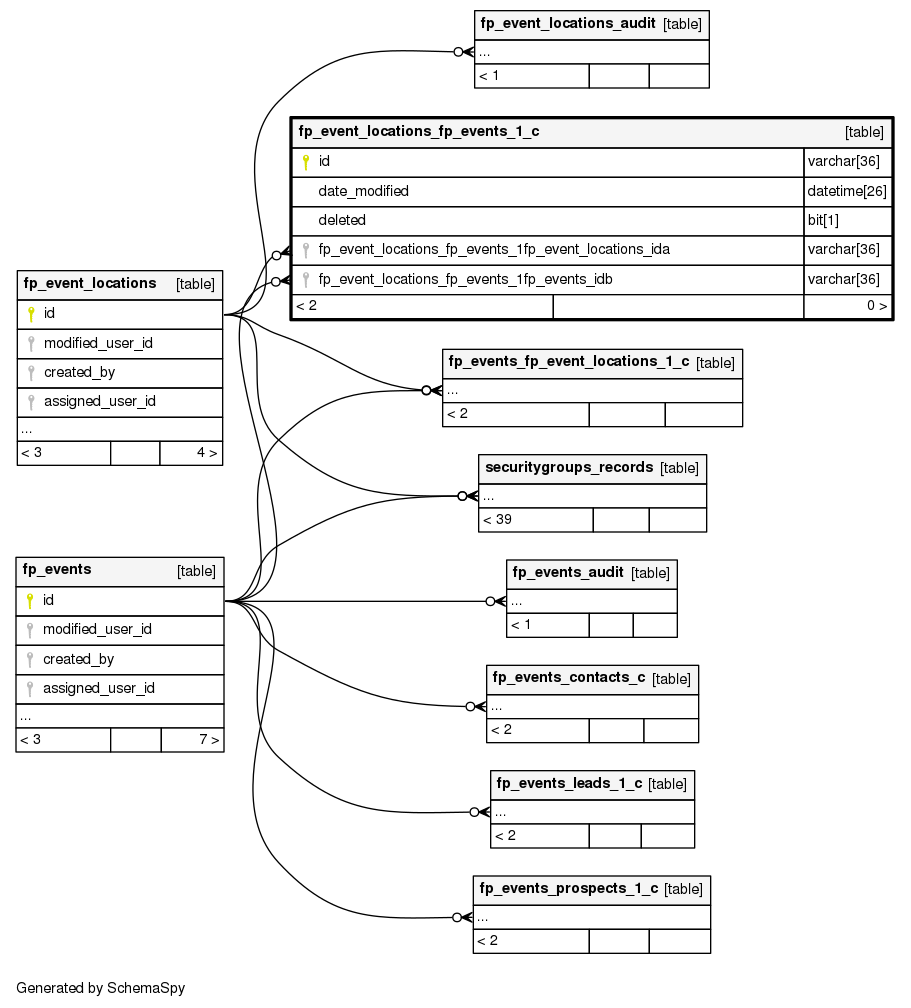 fp_event_locations_audit [table]
...
< 1
fp_event_locations_fp_events_1_c [table]
id varchar[36]
date_modified datetime[26]
deleted bit[1]
fp_event_locations_fp_events_1fp_event_locations_ida varchar[36]
fp_event_locations_fp_events_1fp_events_idb varchar[36]
< 2 0 >
fp_event_locations [table]
id
modified_user_id
created_by
assigned_user_id
...
< 3 4 >
fp_events_fp_event_locations_1_c [table]
...
< 2
securitygroups_records [table]
...
< 39
fp_events [table]
id
modified_user_id
created_by
assigned_user_id
...
< 3 7 >
fp_events_audit [table]
...
< 1
fp_events_contacts_c [table]
...
< 2
fp_events_leads_1_c [table]
...
< 2
fp_events_prospects_1_c [table]
...
< 2
Generated by SchemaSpy